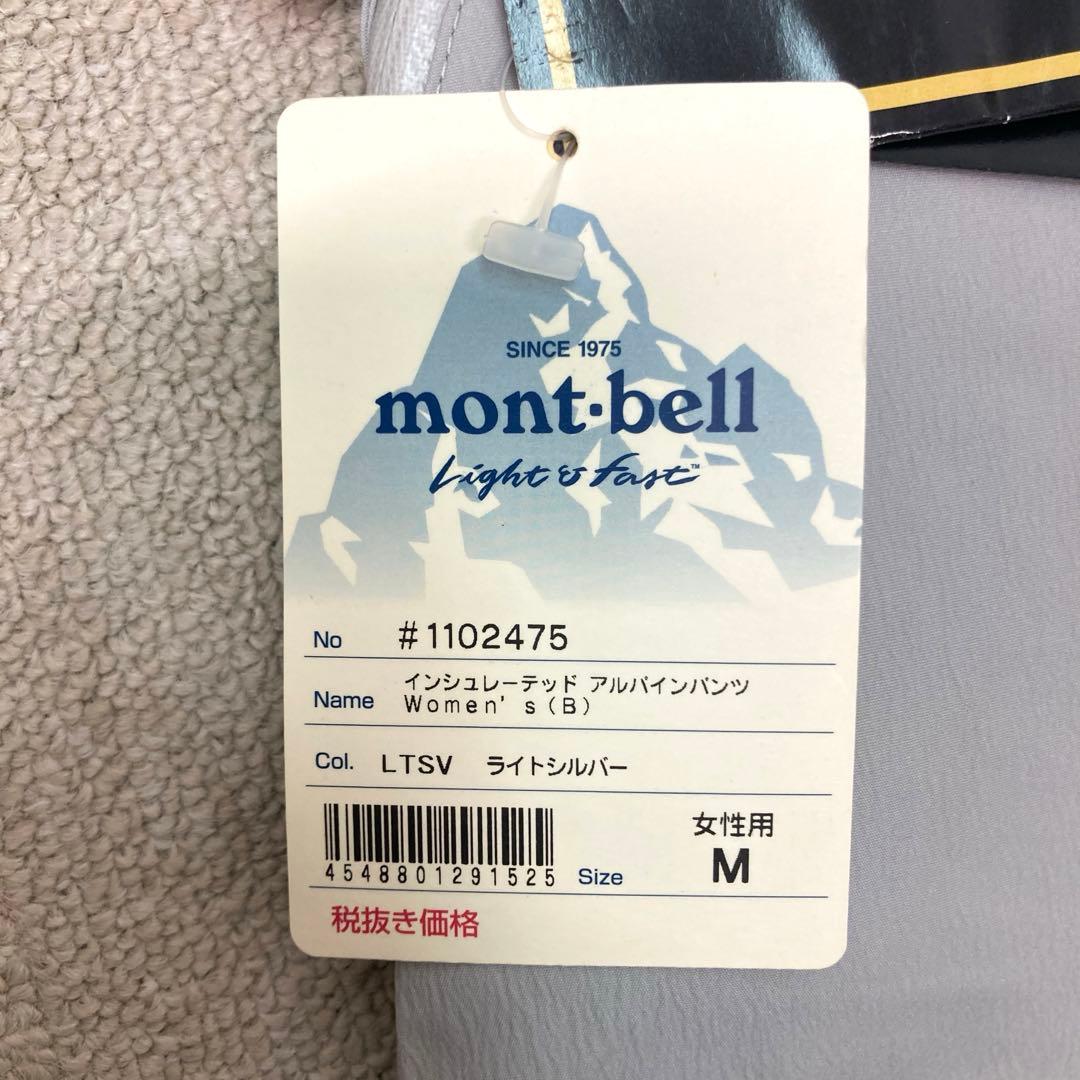 SINCE 1975
mont·bell
Light & Fast™
No #1102475
Name インシュレーテッド アルパインパンツ
Women's(B)
Col. LTSV ライトシルバー
女性用
4548801291525 Size M
税抜き価格